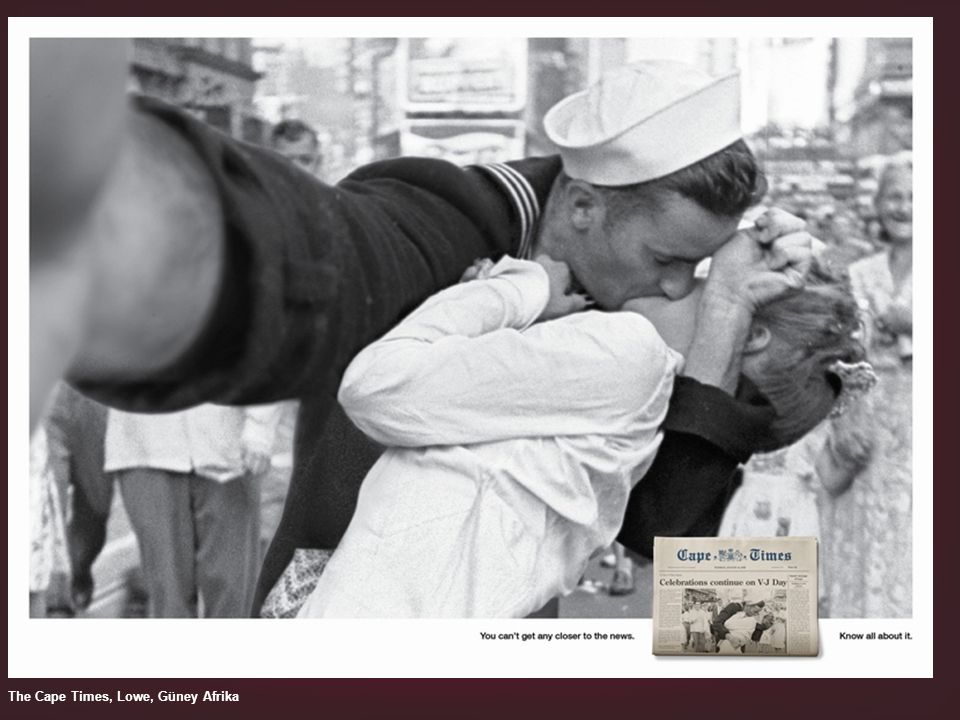 Cape Times
Celebrations continue on V-J Day
You can't get any closer to the news.
Know all about it.
The Cape Times, Lowe, Güney Afrika